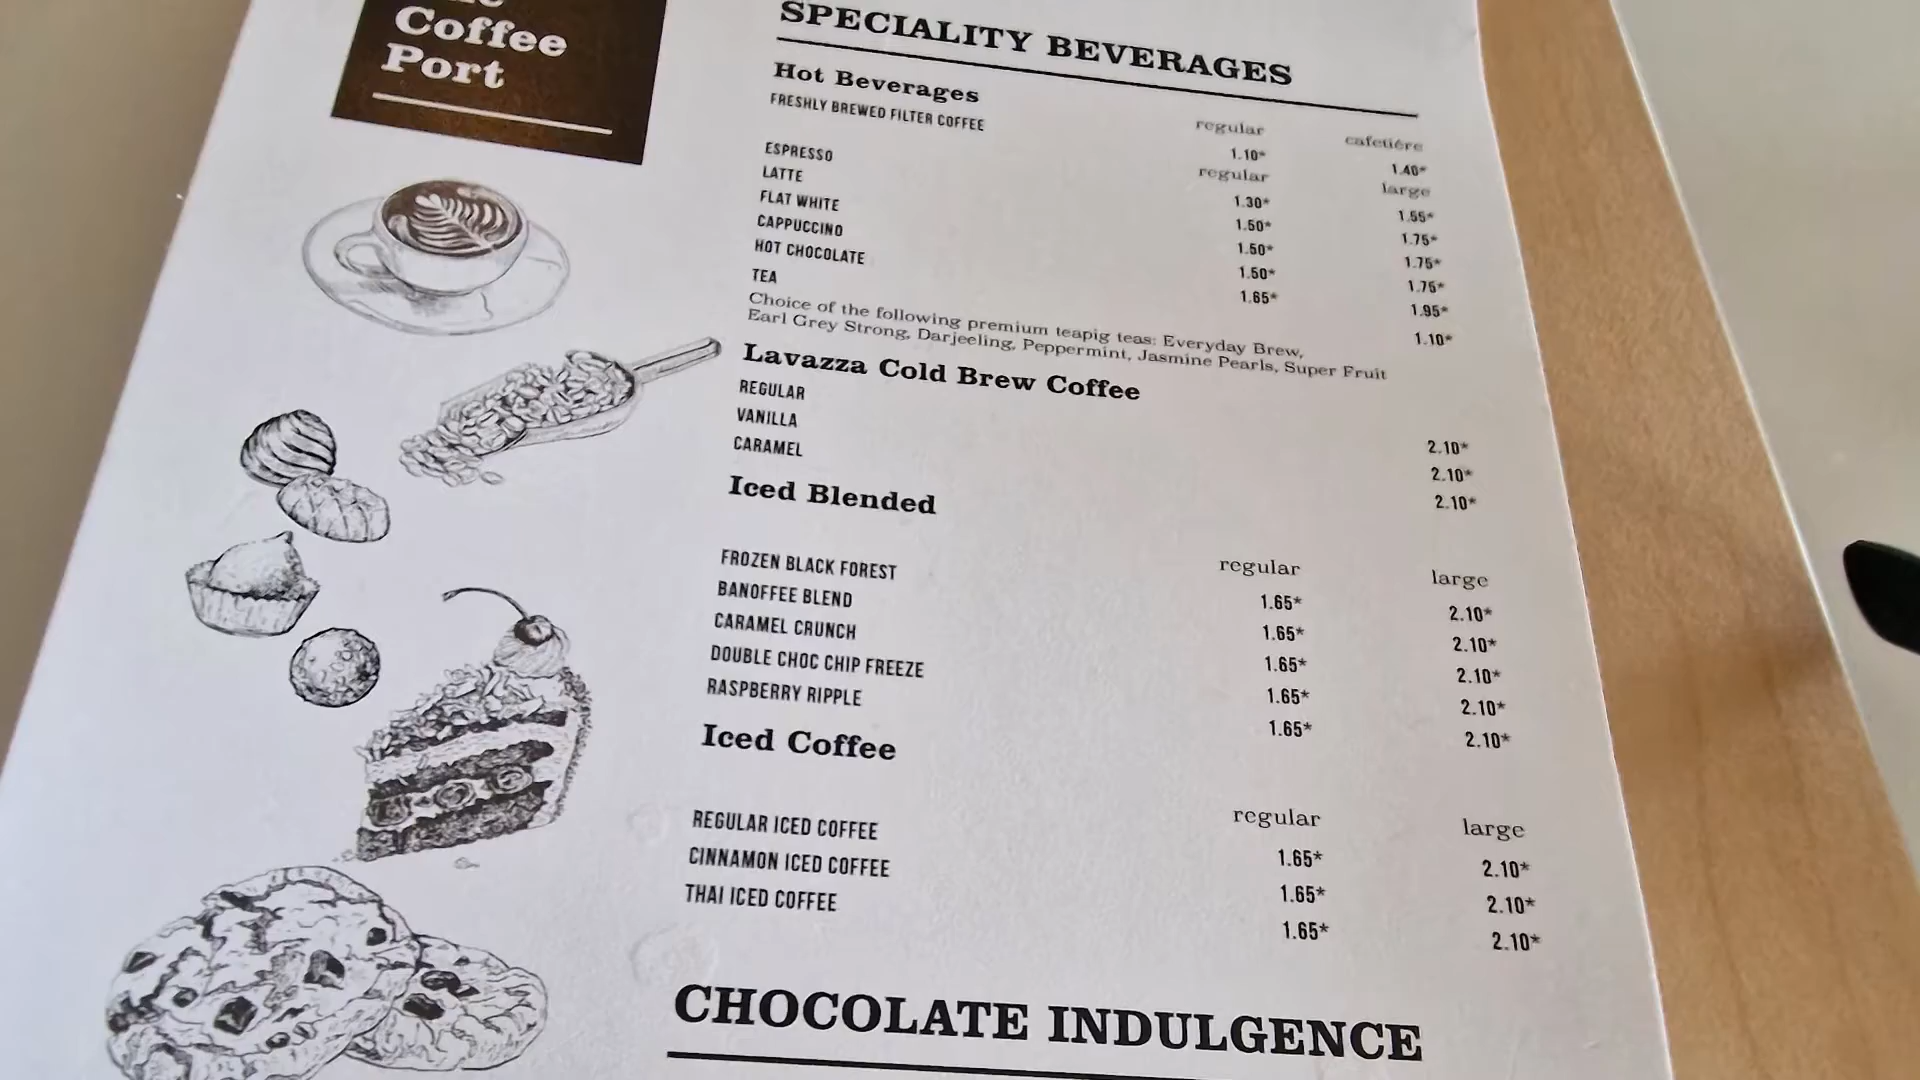 Coffee
Port
SPECIALITY BEVERAGES
Hot Beverages
FRESHLY BREWED FILTER COFFEE
regular cafetiére
1.10* 1.40*
regular large
ESPRESSO 1.30* 1.55*
LATTE 1.50* 1.75*
FLAT WHITE 1.50* 1.75*
CAPPUCCINO 1.50* 1.75*
HOT CHOCOLATE 1.65* 1.95*
TEA 1.10*
Choice of the following premium teapig teas: Everyday Brew,
Earl Grey Strong, Darjeeling, Peppermint, Jasmine Pearls, Super Fruit
Lavazza Cold Brew Coffee
REGULAR 2.10*
VANILLA 2.10*
CARAMEL 2.10*
Iced Blended
regular large
FROZEN BLACK FOREST 1.65* 2.10*
BANOFFEE BLEND 1.65* 2.10*
CARAMEL CRUNCH 1.65* 2.10*
DOUBLE CHOC CHIP FREEZE 1.65* 2.10*
RASPBERRY RIPPLE 1.65* 2.10*
Iced Coffee
regular large
REGULAR ICED COFFEE 1.65* 2.10*
CINNAMON ICED COFFEE 1.65* 2.10*
THAI ICED COFFEE 1.65* 2.10*
CHOCOLATE INDULGENCE